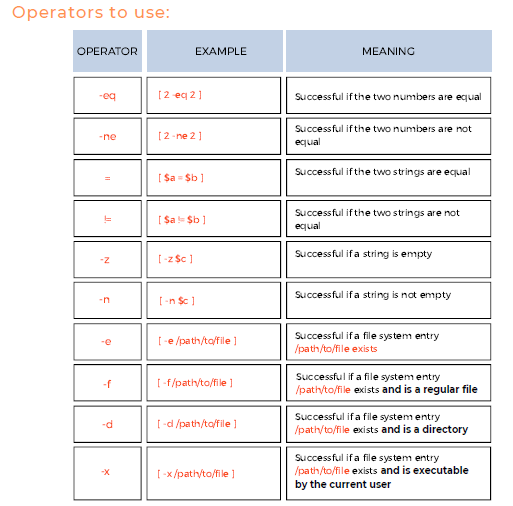 Operators to use:
OPERATOR EXAMPLE MEANING
-eq [ 2 -eq 2 ] Successful if the two numbers are equal
-ne [ 2 -ne 2 ] Successful if the two numbers are not
equal
= [ $a = $b ] Successful if the two strings are equal
!= [ $a != $b ] Successful if the two strings are not
equal
-z [ -z $c ] Successful if a string is empty
-n [ -n $c ] Successful if a string is not empty
-e [ -e /path/to/file ] Successful if a file system entry
/path/to/file exists
-f [ -f /path/to/file ] Successful if a file system entry
/path/to/file exists and is a regular file
-d [ -d /path/to/file ] Successful if a file system entry
/path/to/file exists and is a directory
-x [ -x /path/to/file ] Successful if a file system entry
/path/to/file exists and is executable
by the current user